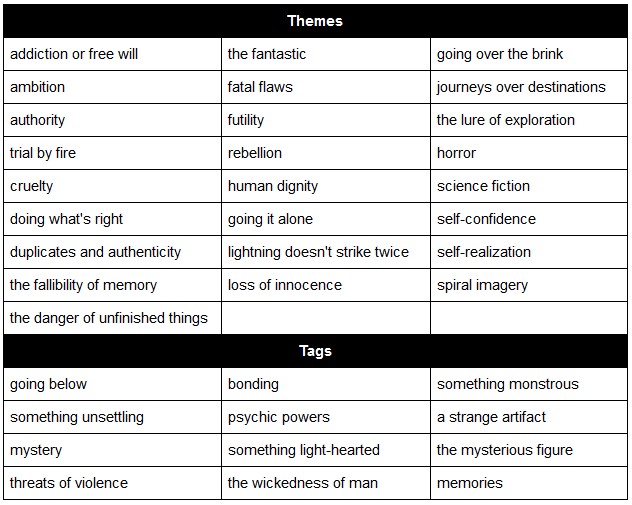 Themes
addiction or free will the fantastic going over the brink
ambition fatal flaws journeys over destinations
authority futility the lure of exploration
trial by fire rebellion horror
cruelty human dignity science fiction
doing what's right going it alone self-confidence
duplicates and authenticity lightning doesn't strike twice self-realization
the fallibility of memory loss of innocence spiral imagery
the danger of unfinished things
Tags
going below bonding something monstrous
something unsettling psychic powers a strange artifact
mystery something light-hearted the mysterious figure
threats of violence the wickedness of man memories